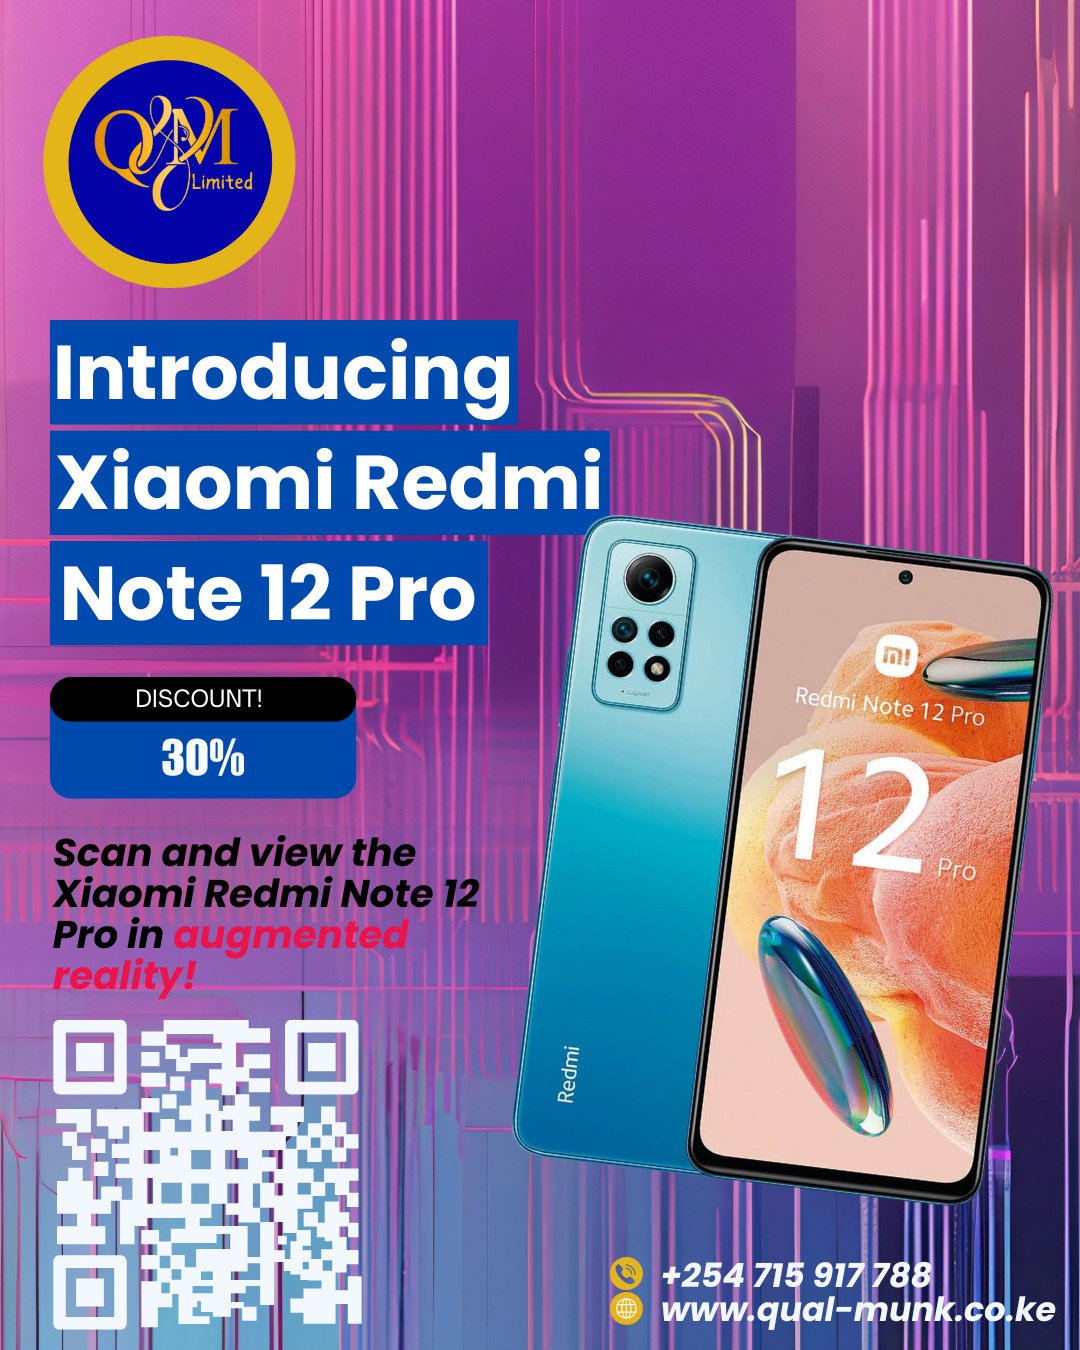 Q&M
Limited
Introducing
Xiaomi Redmi
Note 12 Pro
DISCOUNT!
30%
Scan and view the
Xiaomi Redmi Note 12
Pro in augmented
reality!
Redmi
mi
Redmi Note 12 Pro
12 Pro
+254 715 917 788
www.qual-munk.co.ke